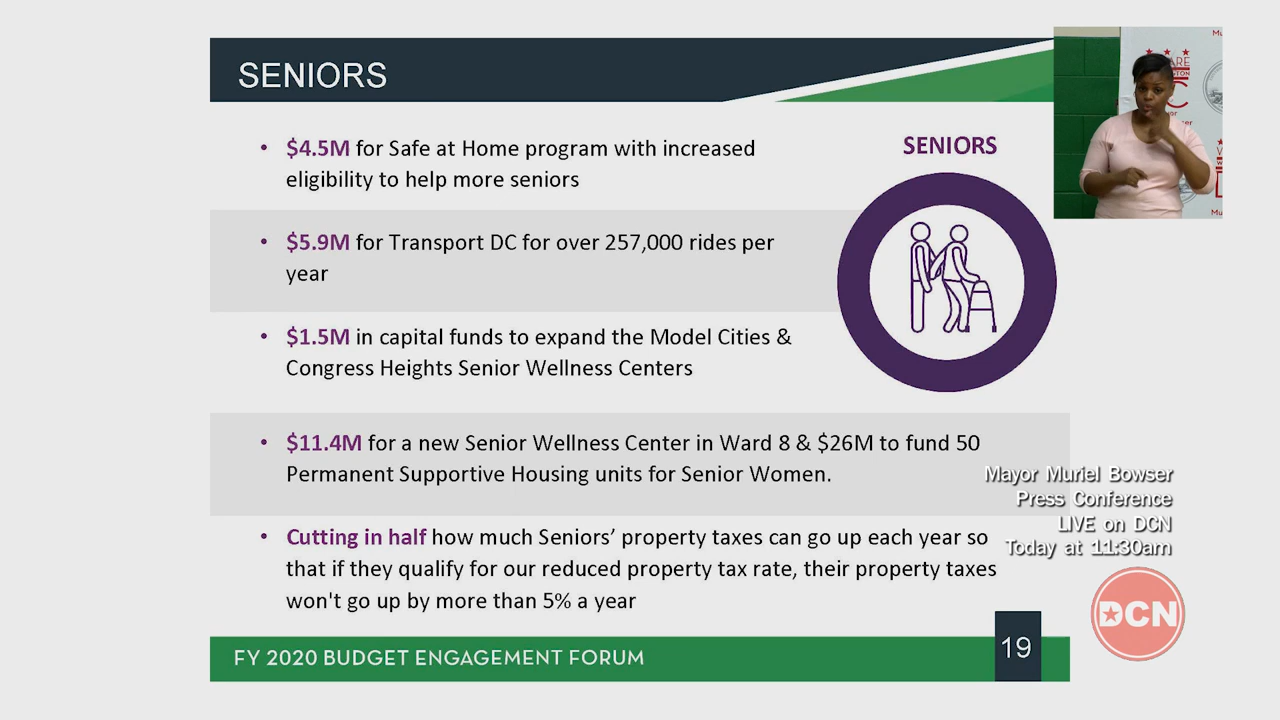 SENIORS
• $4.5M for Safe at Home program with increased
eligibility to help more seniors
• $5.9M for Transport DC for over 257,000 rides per
year
• $1.5M in capital funds to expand the Model Cities &
Congress Heights Senior Wellness Centers
• $11.4M for a new Senior Wellness Center in Ward 8 & $26M to fund 50
Permanent Supportive Housing units for Senior Women.
• Cutting in half how much Seniors’ property taxes can go up each year so
that if they qualify for our reduced property tax rate, their property taxes
won't go up by more than 5% a year
SENIORS
Mayor Muriel Bowser
Press Conference
LIVE on DCN
Today at 11:30am
DCN
FY 2020 BUDGET ENGAGEMENT FORUM
19